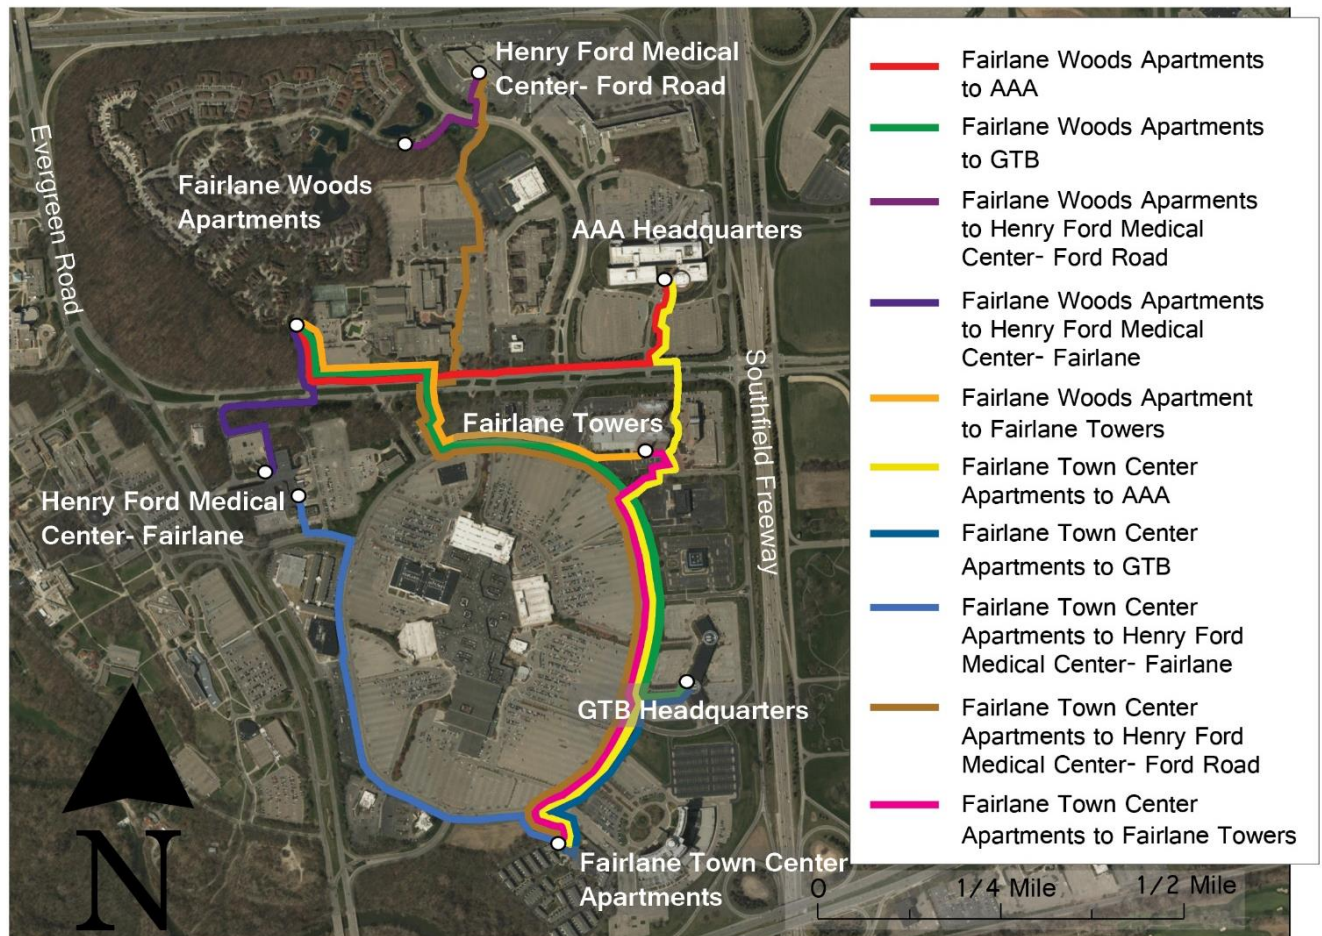 Henry Ford Medical
Center- Ford Road
Evergreen Road
Fairlane Woods
Apartments
AAA Headquarters
Southfield Freeway
Fairlane Towers
Henry Ford Medical
Center- Fairlane
GTB Headquarters
Fairlane Town Center
Apartments
N
Fairlane Woods Apartments
to AAA
Fairlane Woods Apartments
to GTB
Fairlane Woods Aparments
to Henry Ford Medical
Center- Ford Road
Fairlane Woods Apartments
to Henry Ford Medical
Center- Fairlane
Fairlane Woods Apartment
to Fairlane Towers
Fairlane Town Center
Apartments to AAA
Fairlane Town Center
Apartments to GTB
Fairlane Town Center
Apartments to Henry Ford
Medical Center- Fairlane
Fairlane Town Center
Apartments to Henry Ford
Medical Center- Ford Road
Fairlane Town Center
Apartments to Fairlane Towers
0 1/4 Mile 1/2 Mile